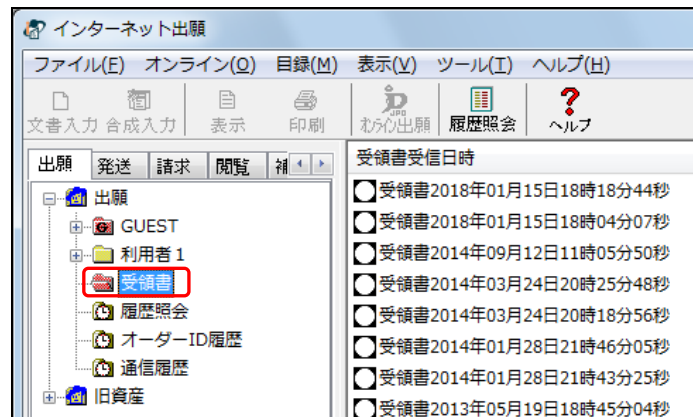 インターネット出願
ファイル(F) オンライン(O) 目録(M) 表示(V) ツール(T) ヘルプ(H)
文書入力 合成入力 表示 印刷 オンライン出願 履歴照会 ヘルプ
出願 発送 請求 閲覧 補
受領書受信日時
出願
GUEST
利用者1
受領書
履歴照会
オーダーID履歴
通信履歴
旧資産
受領書2018年01月15日18時18分44秒
受領書2018年01月15日18時04分07秒
受領書2014年09月12日11時05分50秒
受領書2014年03月24日20時25分48秒
受領書2014年03月24日20時18分56秒
受領書2014年01月28日21時46分05秒
受領書2014年01月28日21時43分25秒
受領書2013年05月19日18時45分04秒